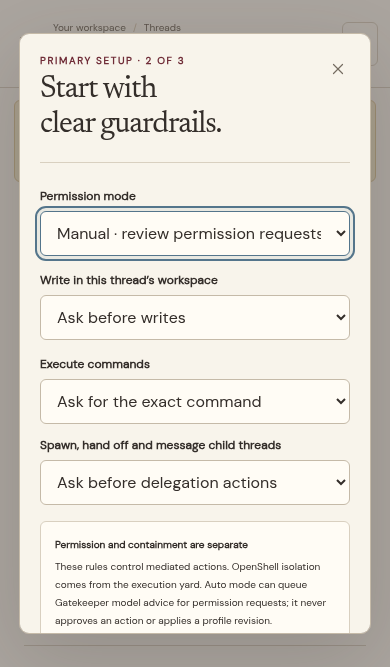 Your workspace / Threads
PRIMARY SETUP · 2 OF 3
Start with
clear guardrails.
Permission mode
Manual · review permission requests
Write in this thread’s workspace
Ask before writes
Execute commands
Ask for the exact command
Spawn, hand off and message child threads
Ask before delegation actions
Permission and containment are separate
These rules control mediated actions. OpenShell isolation
comes from the execution yard. Auto mode can queue
Gatekeeper model advice for permission requests; it never
approves an action or applies a profile revision.